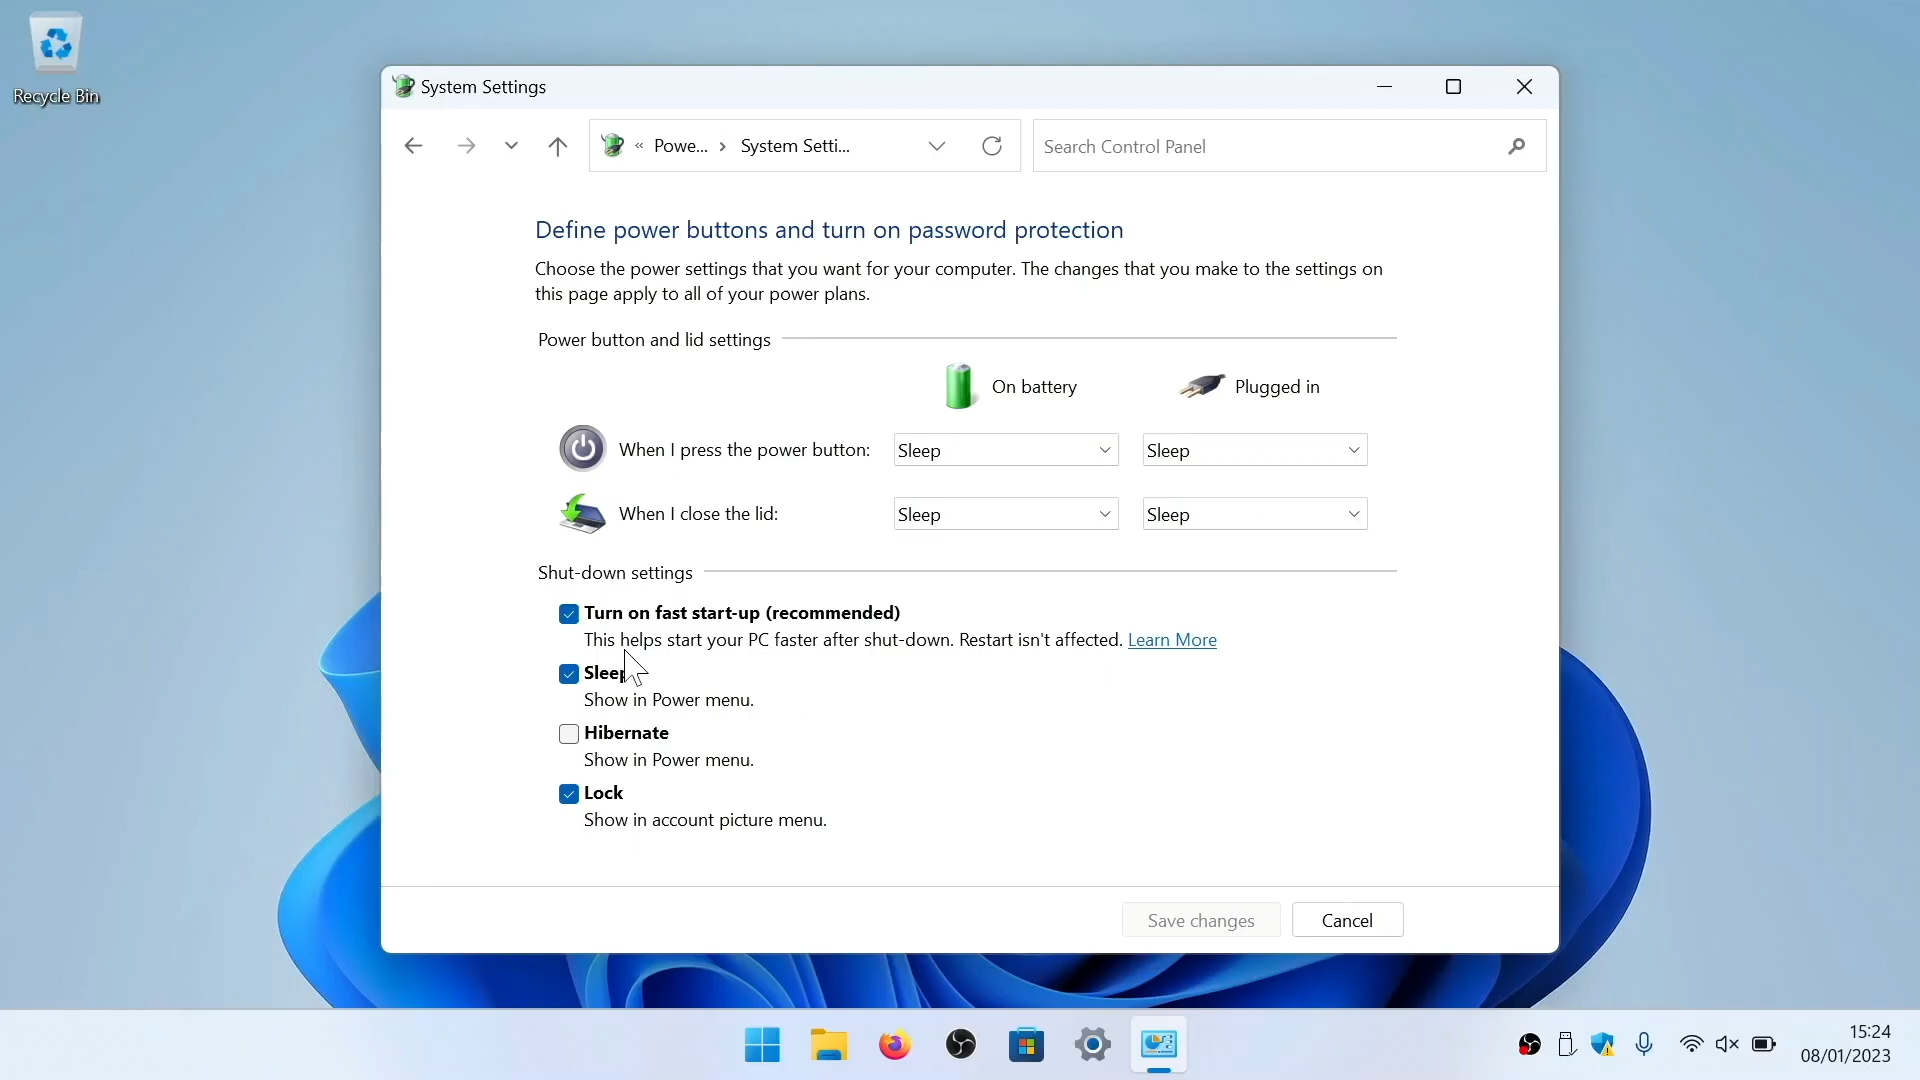 Recycle Bin
System Settings
« Powe... › System Setti...
Search Control Panel
Define power buttons and turn on password protection
Choose the power settings that you want for your computer. The changes that you make to the settings on
this page apply to all of your power plans.
Power button and lid settings
On battery
Plugged in
When I press the power button:
Sleep
Sleep
When I close the lid:
Sleep
Sleep
Shut-down settings
Turn on fast start-up (recommended)
This helps start your PC faster after shut-down. Restart isn't affected. Learn More
Sleep
Show in Power menu.
Hibernate
Show in Power menu.
Lock
Show in account picture menu.
Save changes
Cancel
15:24
08/01/2023